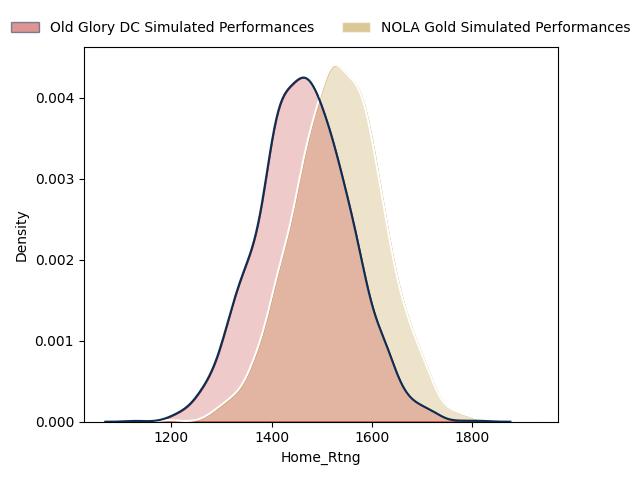 Old Glory DC Simulated Performances NOLA Gold Simulated Performances
0.004
0.003
0.002
0.001
0.000
Density
1200 1400 1600 1800
Home_Rtng